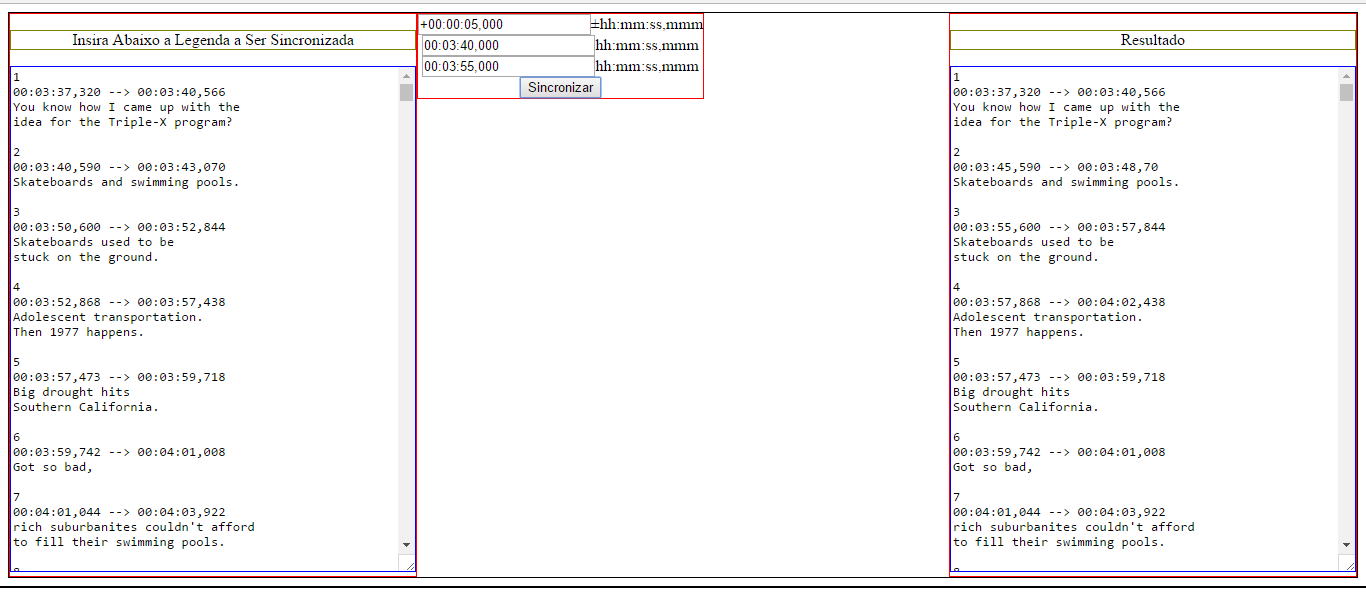 Insira Abaixo a Legenda a Ser Sincronizada
1
00:03:37,320 --> 00:03:40,566
You know how I came up with the
idea for the Triple-X program?
2
00:03:40,590 --> 00:03:43,070
Skateboards and swimming pools.
3
00:03:50,600 --> 00:03:52,844
Skateboards used to be
stuck on the ground.
4
00:03:52,868 --> 00:03:57,438
Adolescent transportation.
Then 1977 happens.
5
00:03:57,473 --> 00:03:59,718
Big drought hits
Southern California.
6
00:03:59,742 --> 00:04:01,008
Got so bad,
7
00:04:01,044 --> 00:04:03,922
rich suburbanites couldn't afford
to fill their swimming pools.
+00:00:05,000 ±hh:mm:ss,mmm
00:03:40,000 hh:mm:ss,mmm
00:03:55,000 hh:mm:ss,mmm
Sincronizar
Resultado
1
00:03:37,320 --> 00:03:40,566
You know how I came up with the
idea for the Triple-X program?
2
00:03:45,590 --> 00:03:48,70
Skateboards and swimming pools.
3
00:03:55,600 --> 00:03:57,844
Skateboards used to be
stuck on the ground.
4
00:03:57,868 --> 00:04:02,438
Adolescent transportation.
Then 1977 happens.
5
00:03:57,473 --> 00:03:59,718
Big drought hits
Southern California.
6
00:03:59,742 --> 00:04:01,008
Got so bad,
7
00:04:01,044 --> 00:04:03,922
rich suburbanites couldn't afford
to fill their swimming pools.